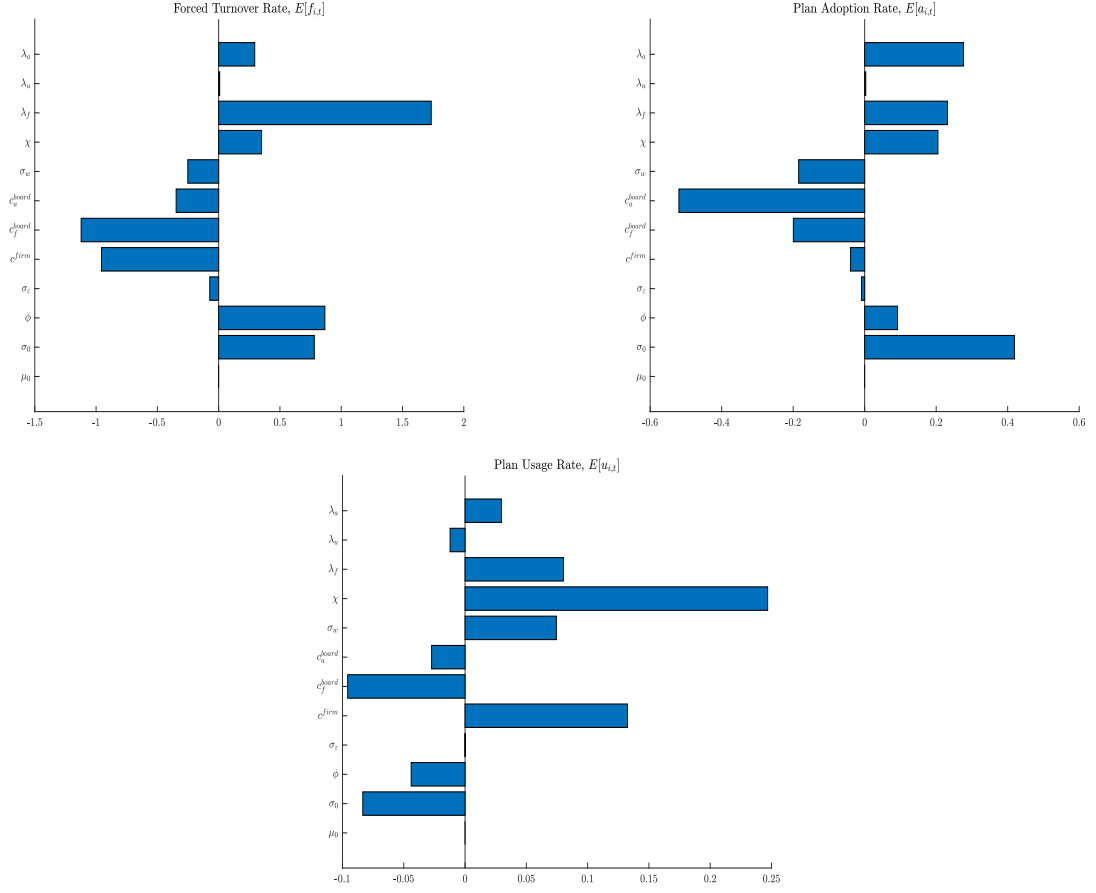 Forced Turnover Rate, E[f_{i,t}]
λ_a
λ_u
λ_f
χ
σ_w
c_a^{board}
c_f^{board}
c^{firm}
σ_ε
ϕ
σ_0
μ_0
-1.5 -1 -0.5 0 0.5 1 1.5 2
Plan Adoption Rate, E[a_{i,t}]
λ_a
λ_u
λ_f
χ
σ_w
c_a^{board}
c_f^{board}
c^{firm}
σ_ε
ϕ
σ_0
μ_0
-0.6 -0.4 -0.2 0 0.2 0.4 0.6
Plan Usage Rate, E[u_{i,t}]
λ_a
λ_u
λ_f
χ
σ_w
c_a^{board}
c_f^{board}
c^{firm}
σ_ε
ϕ
σ_0
μ_0
-0.1 -0.05 0 0.05 0.1 0.15 0.2 0.25